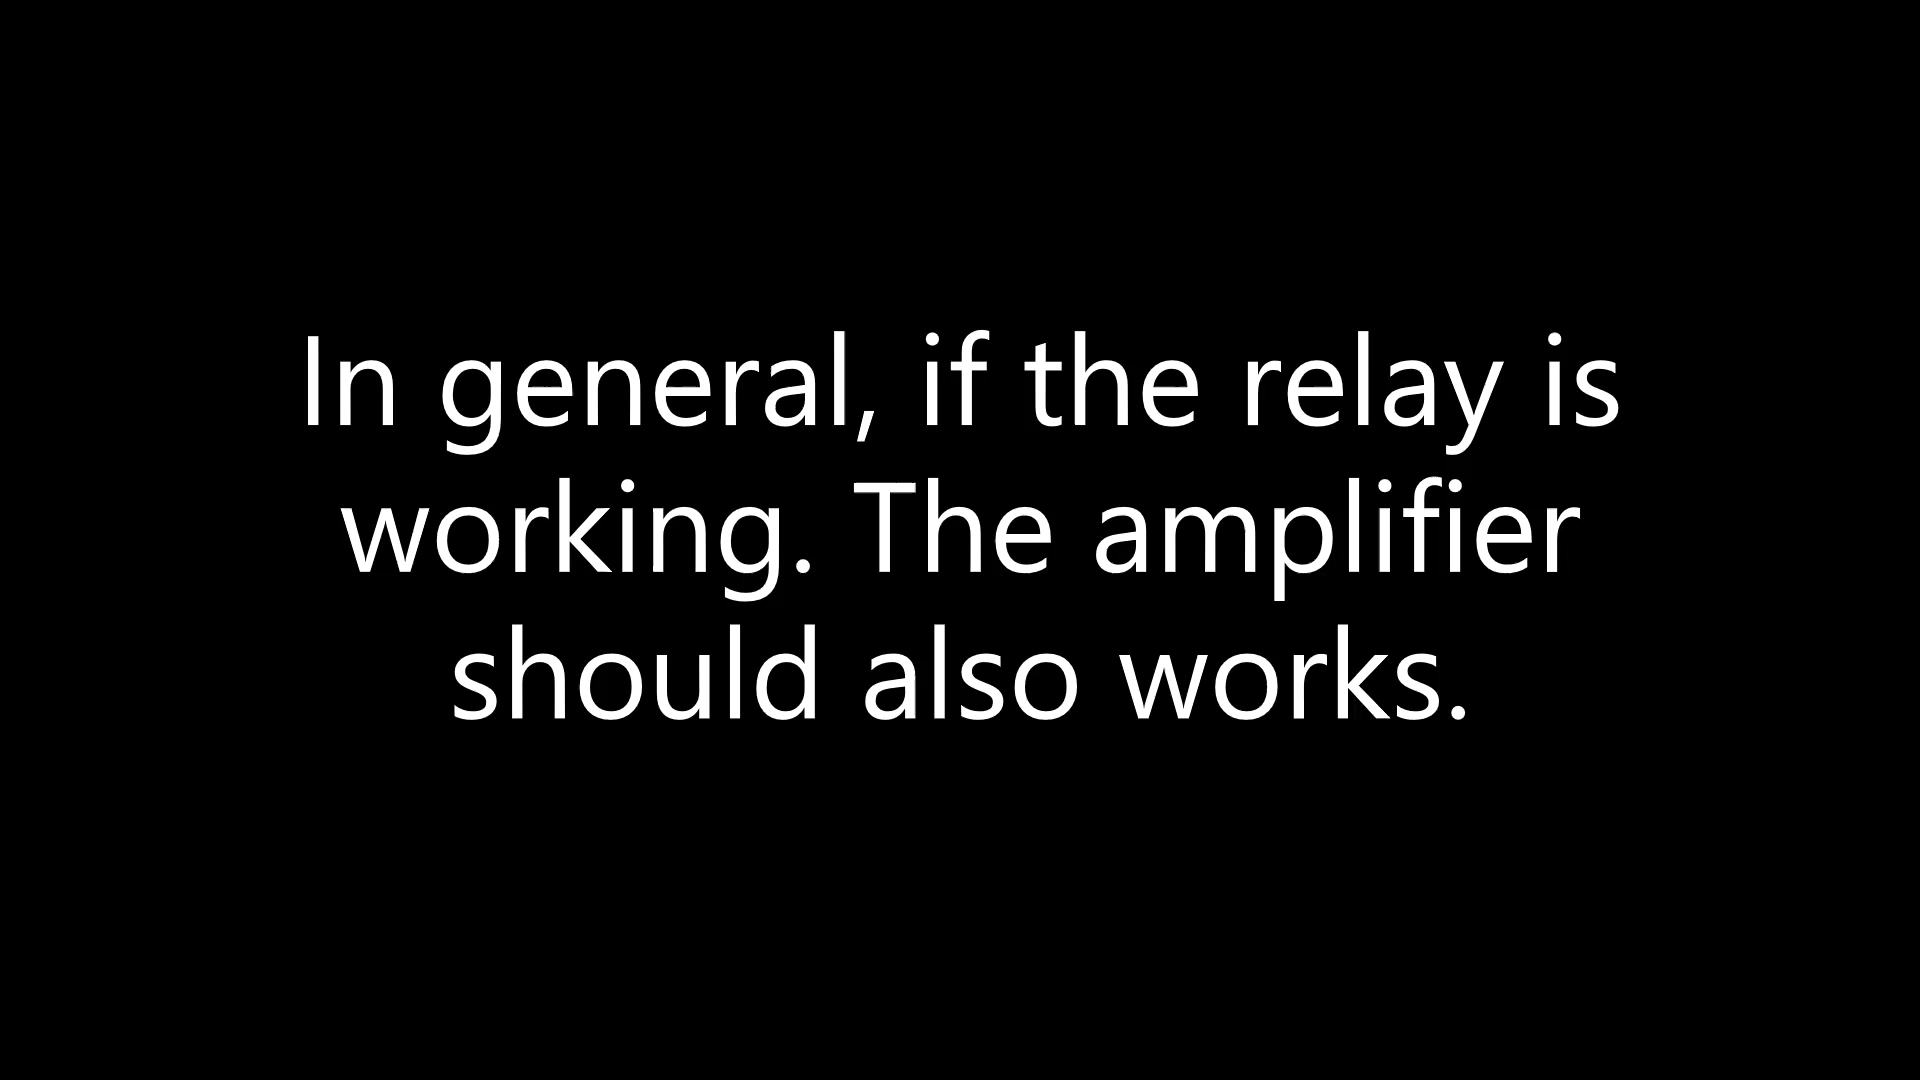 In general, if the relay is
working. The amplifier
should also works.